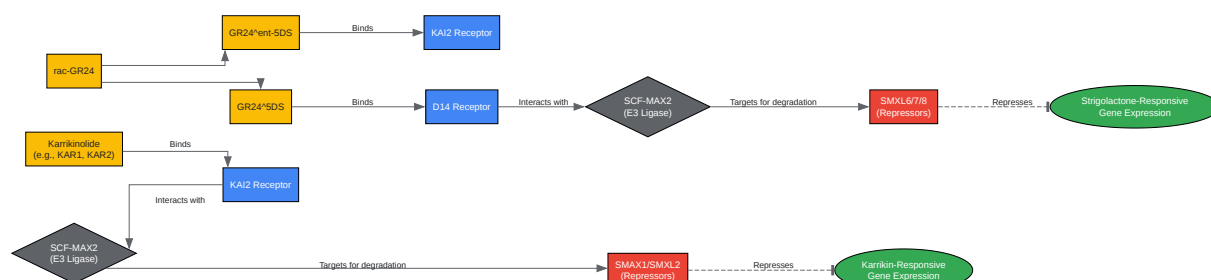 GR24^ent-5DS
Binds
KAI2 Receptor
rac-GR24
GR24^5DS
Binds
D14 Receptor
Interacts with
SCF-MAX2
(E3 Ligase)
Targets for degradation
SMXL6/7/8
(Repressors)
Represses
Strigolactone-Responsive
Gene Expression
Karrikinolide
(e.g., KAR1, KAR2)
Binds
KAI2 Receptor
Interacts with
SCF-MAX2
(E3 Ligase)
Targets for degradation
SMAX1/SMXL2
(Repressors)
Represses
Karrikin-Responsive
Gene Expression